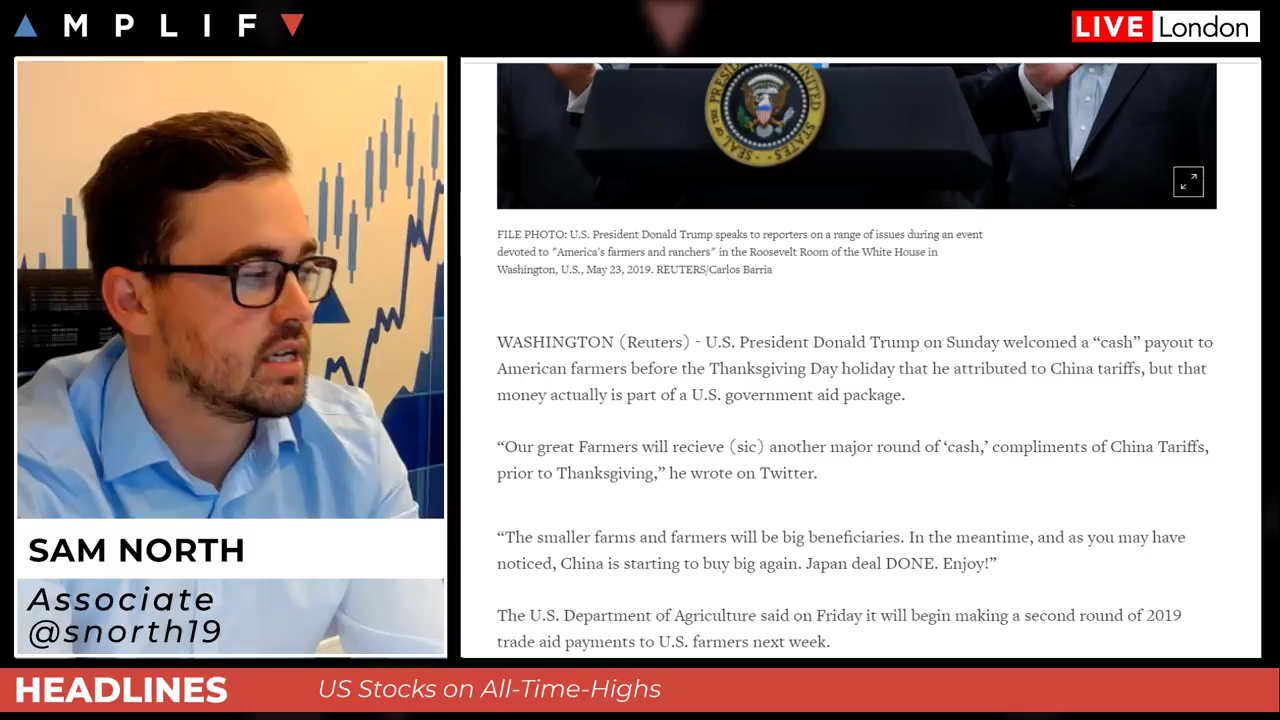 ▲ M P L I F ▼
LIVE London
SEAL OF THE PRESIDENT STATES
FILE PHOTO: U.S. President Donald Trump speaks to reporters on a range of issues during an event
devoted to "America's farmers and ranchers" in the Roosevelt Room of the White House in
Washington, U.S., May 23, 2019. REUTERS/Carlos Barria
WASHINGTON (Reuters) - U.S. President Donald Trump on Sunday welcomed a “cash” payout to
American farmers before the Thanksgiving Day holiday that he attributed to China tariffs, but that
money actually is part of a U.S. government aid package.
“Our great Farmers will recieve (sic) another major round of ‘cash,’ compliments of China Tariffs,
prior to Thanksgiving,” he wrote on Twitter.
“The smaller farms and farmers will be big beneficiaries. In the meantime, and as you may have
noticed, China is starting to buy big again. Japan deal DONE. Enjoy!”
The U.S. Department of Agriculture said on Friday it will begin making a second round of 2019
trade aid payments to U.S. farmers next week.
SAM NORTH
Associate
@snorth19
HEADLINES
US Stocks on All-Time-Highs